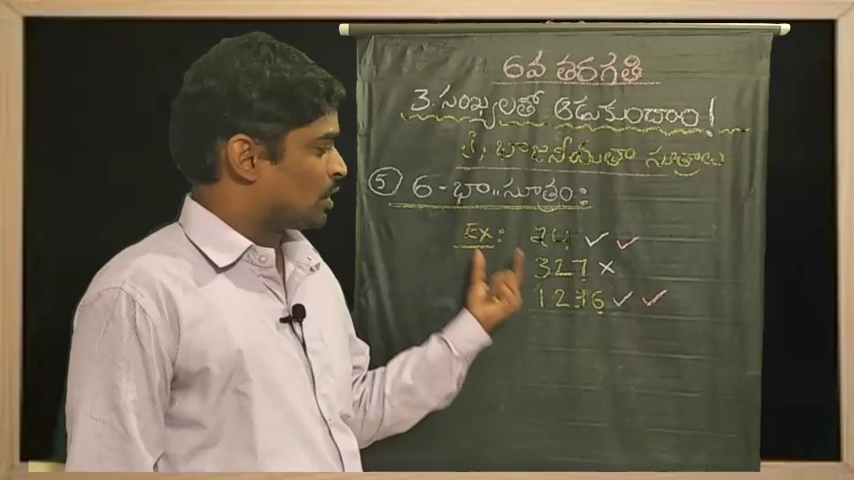 6వ తరగతి
3. సంఖ్యలతో ఆడుకుందాం!
భాజనీయతా సూత్రాలు
⑤ 6 - భా.. సూత్రం:
Ex: 24 ✓ ✓
327 ×
1236 ✓ ✓